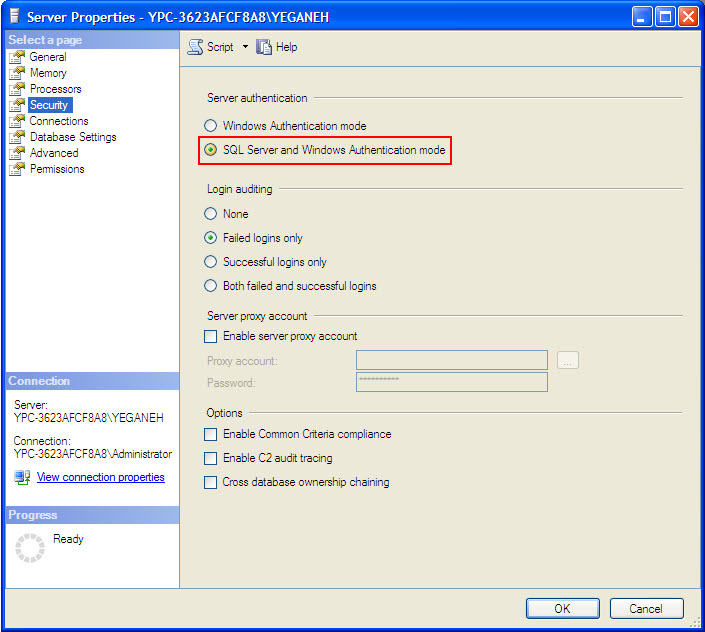 Server Properties - YPC-3623AFCF8A8\YEGANEH
Select a page
General
Memory
Processors
Security
Connections
Database Settings
Advanced
Permissions
Script Help
Server authentication
Windows Authentication mode
SQL Server and Windows Authentication mode
Login auditing
None
Failed logins only
Successful logins only
Both failed and successful logins
Server proxy account
Enable server proxy account
Proxy account:
...
Password: **********
Options
Enable Common Criteria compliance
Enable C2 audit tracing
Cross database ownership chaining
Connection
Server:
YPC-3623AFCF8A8\YEGANEH
Connection:
YPC-3623AFCF8A8\Administrator
View connection properties
Progress
Ready
OK Cancel